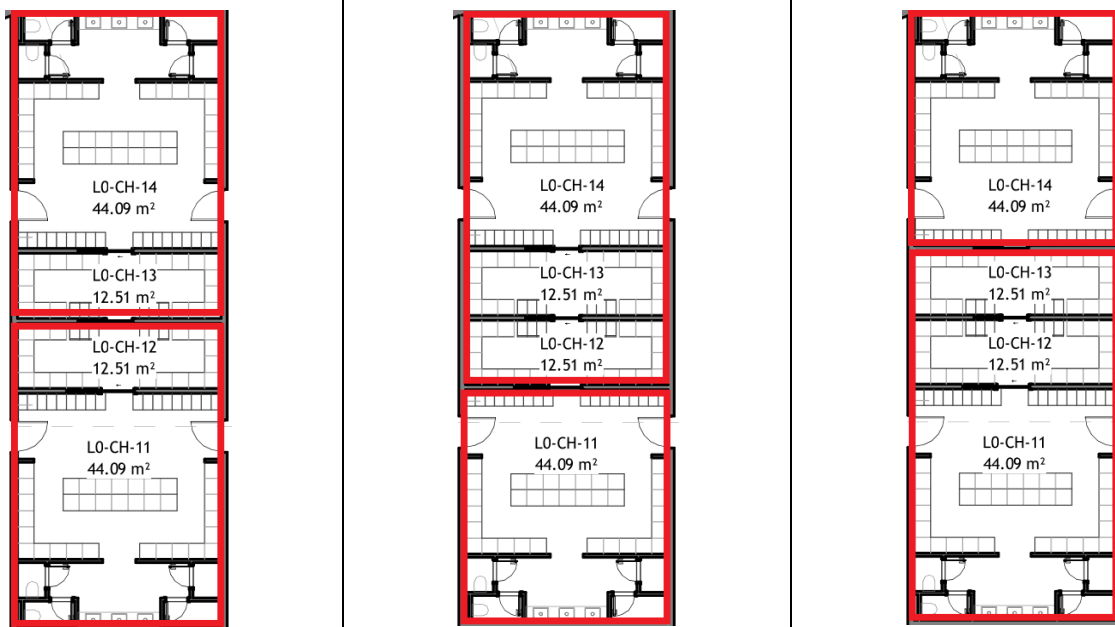 L0-CH-14
44.09 m²
L0-CH-13
12.51 m²
L0-CH-12
12.51 m²
L0-CH-11
44.09 m²
L0-CH-14
44.09 m²
L0-CH-13
12.51 m²
L0-CH-12
12.51 m²
L0-CH-11
44.09 m²
L0-CH-14
44.09 m²
L0-CH-13
12.51 m²
L0-CH-12
12.51 m²
L0-CH-11
44.09 m²